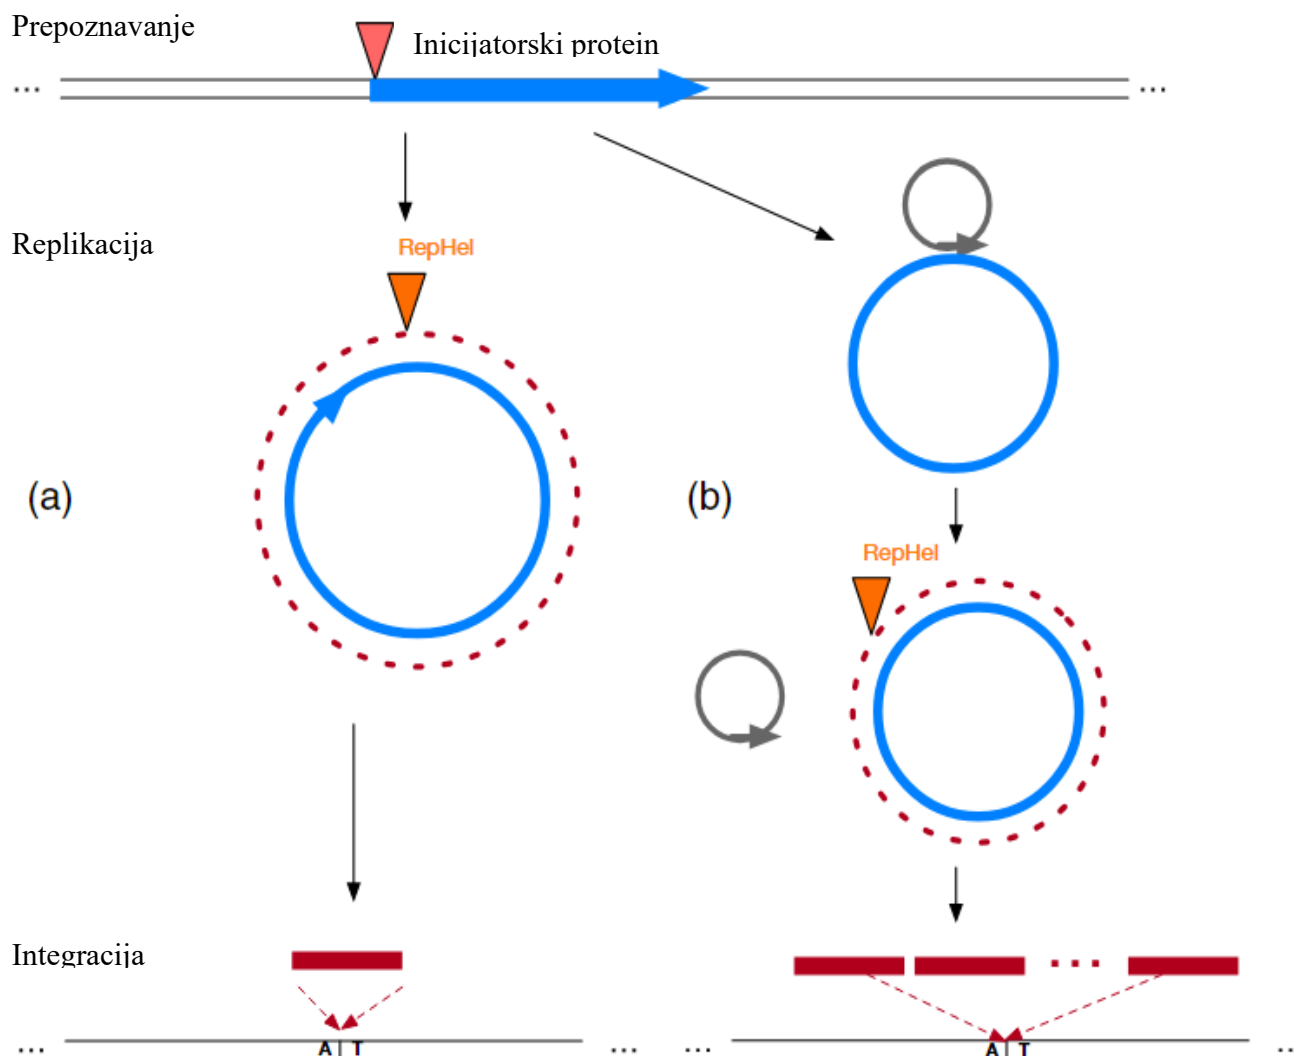 Prepoznavanje
Inicijatorski protein
... ...
Replikacija
RepHel
(a)
(b)
RepHel
Integracija
...
... A T ... ... A T ..